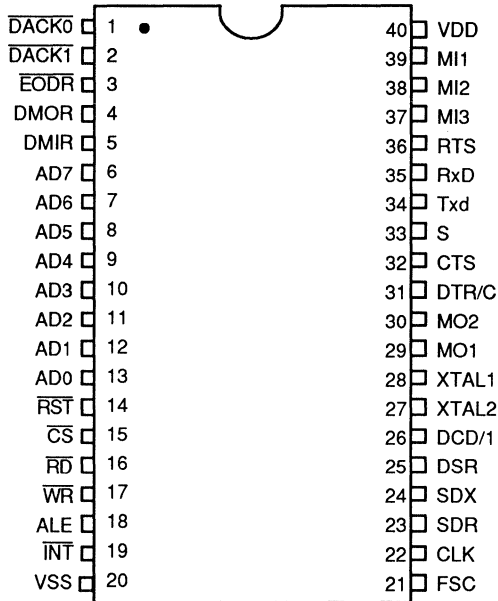 DACK0 1 40 VDD
DACK1 2 39 MI1
EODR 3 38 MI2
DMOR 4 37 MI3
DMIR 5 36 RTS
AD7 6 35 RxD
AD6 7 34 Txd
AD5 8 33 S
AD4 9 32 CTS
AD3 10 31 DTR/C
AD2 11 30 MO2
AD1 12 29 MO1
AD0 13 28 XTAL1
RST 14 27 XTAL2
CS 15 26 DCD/1
RD 16 25 DSR
WR 17 24 SDX
ALE 18 23 SDR
INT 19 22 CLK
VSS 20 21 FSC